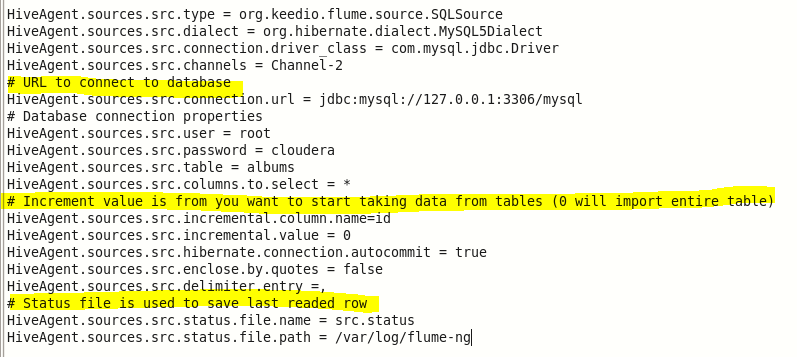 HiveAgent.sources.src.type = org.keedio.flume.source.SQLSource
HiveAgent.sources.src.dialect = org.hibernate.dialect.MySQL5Dialect
HiveAgent.sources.src.connection.driver_class = com.mysql.jdbc.Driver
HiveAgent.sources.src.channels = Channel-2
# URL to connect to database
HiveAgent.sources.src.connection.url = jdbc:mysql://127.0.0.1:3306/mysql
# Database connection properties
HiveAgent.sources.src.user = root
HiveAgent.sources.src.password = cloudera
HiveAgent.sources.src.table = albums
HiveAgent.sources.src.columns.to.select = *
# Increment value is from you want to start taking data from tables (0 will import entire table)
HiveAgent.sources.src.incremental.column.name=id
HiveAgent.sources.src.incremental.value = 0
HiveAgent.sources.src.hibernate.connection.autocommit = true
HiveAgent.sources.src.enclose.by.quotes = false
HiveAgent.sources.src.delimiter.entry =,
# Status file is used to save last readed row
HiveAgent.sources.src.status.file.name = src.status
HiveAgent.sources.src.status.file.path = /var/log/flume-ng